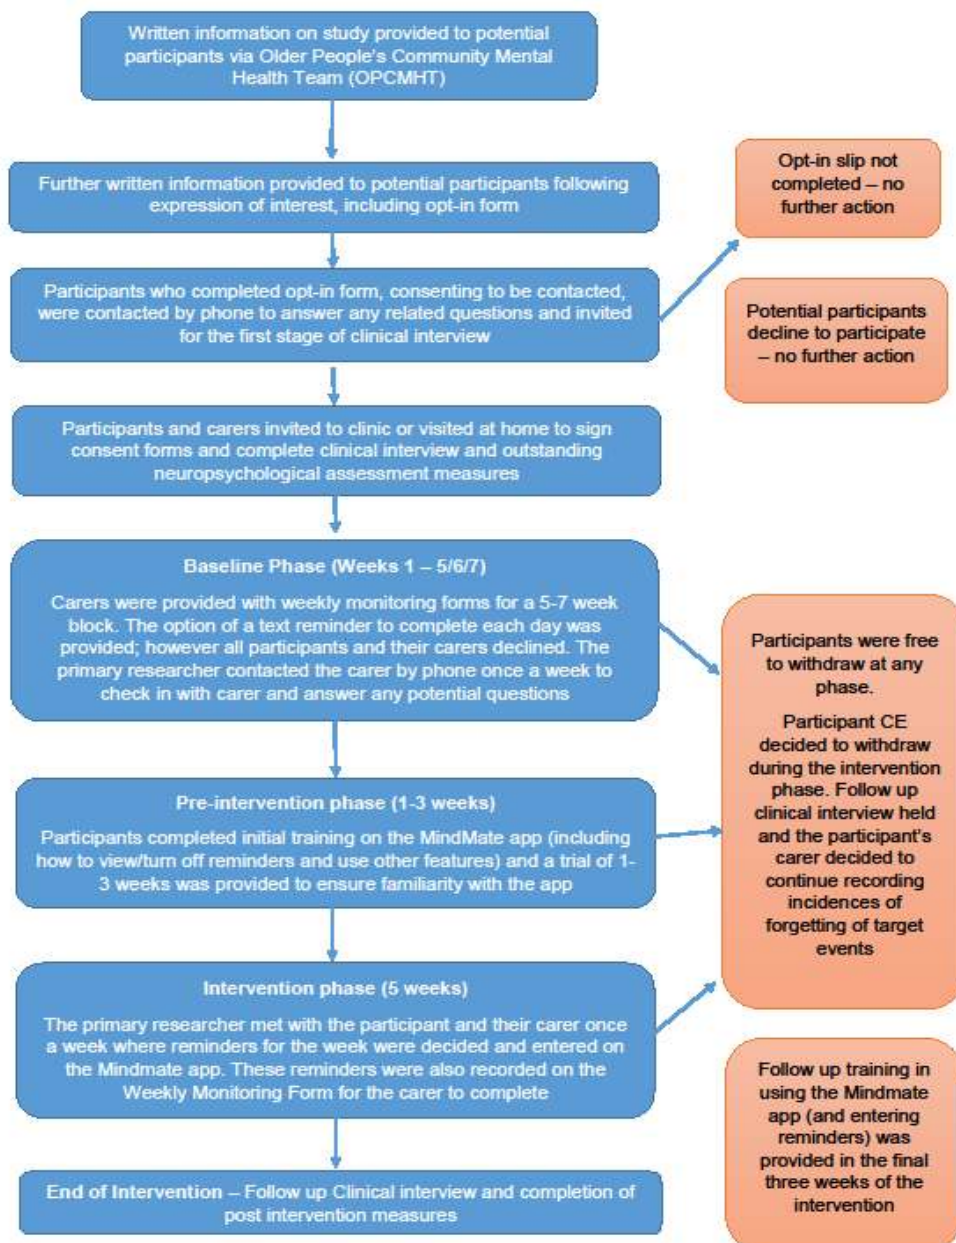 Written information on study provided to potential
participants via Older People's Community Mental
Health Team (OPCMHT)
Further written information provided to potential participants following
expression of interest, including opt-in form
Opt-in slip not
completed – no
further action
Participants who completed opt-in form, consenting to be contacted,
were contacted by phone to answer any related questions and invited
for the first stage of clinical interview
Potential participants
decline to participate
– no further action
Participants and carers invited to clinic or visited at home to sign
consent forms and complete clinical interview and outstanding
neuropsychological assessment measures
Baseline Phase (Weeks 1 – 5/6/7)
Carers were provided with weekly monitoring forms for a 5-7 week
block. The option of a text reminder to complete each day was
provided; however all participants and their carers declined. The
primary researcher contacted the carer by phone once a week to
check in with carer and answer any potential questions
Participants were free
to withdraw at any
phase.
Participant CE
decided to withdraw
during the intervention
phase. Follow up
clinical interview held
and the participant's
carer decided to
continue recording
incidences of
forgetting of target
events
Pre-intervention phase (1-3 weeks)
Participants completed initial training on the MindMate app (including
how to view/turn off reminders and use other features) and a trial of 1-
3 weeks was provided to ensure familiarity with the app
Intervention phase (5 weeks)
The primary researcher met with the participant and their carer once
a week where reminders for the week were decided and entered on
the Mindmate app. These reminders were also recorded on the
Weekly Monitoring Form for the carer to complete
Follow up training in
using the Mindmate
app (and entering
reminders) was
provided in the final
three weeks of the
intervention
End of Intervention – Follow up Clinical interview and completion of
post intervention measures